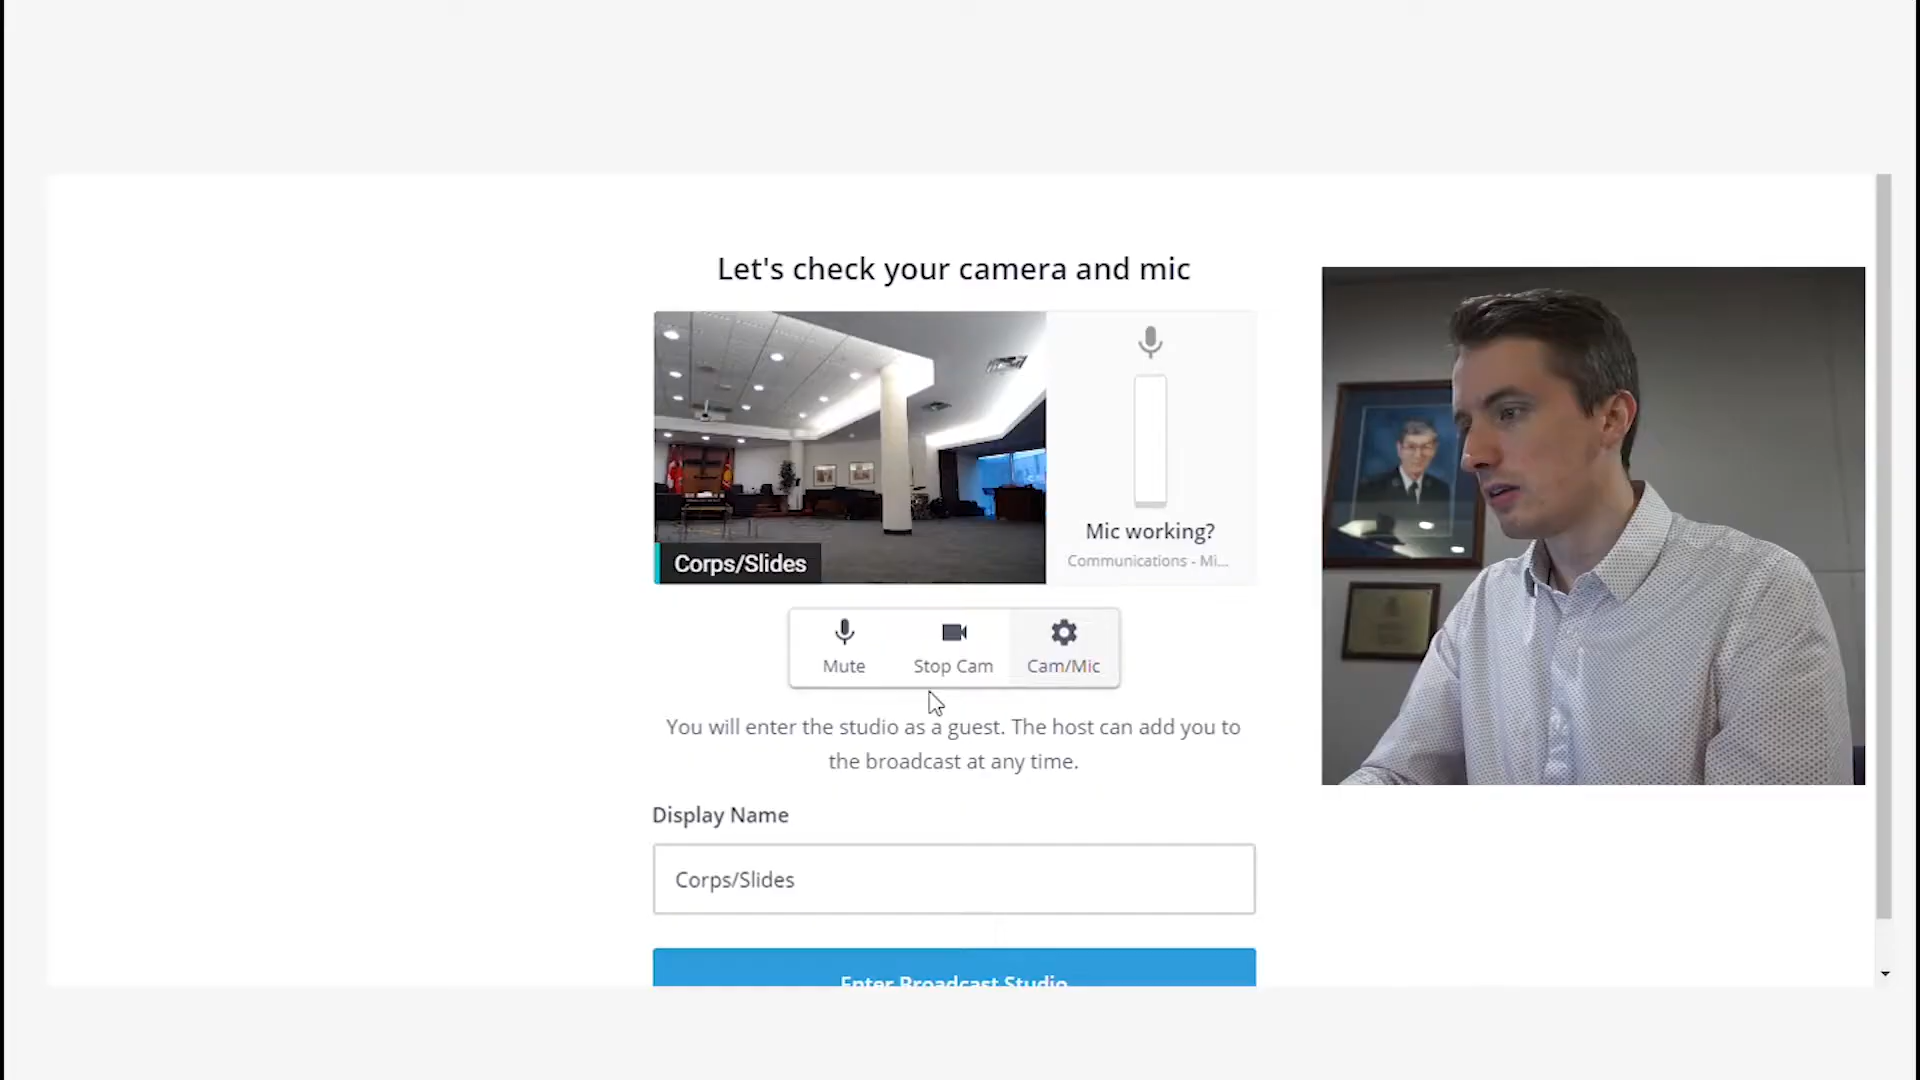 Let's check your camera and mic
Corps/Slides
Mic working?
Communications - Mi...
Mute
Stop Cam
Cam/Mic
You will enter the studio as a guest. The host can add you to
the broadcast at any time.
Display Name
Corps/Slides
Enter Broadcast Studio